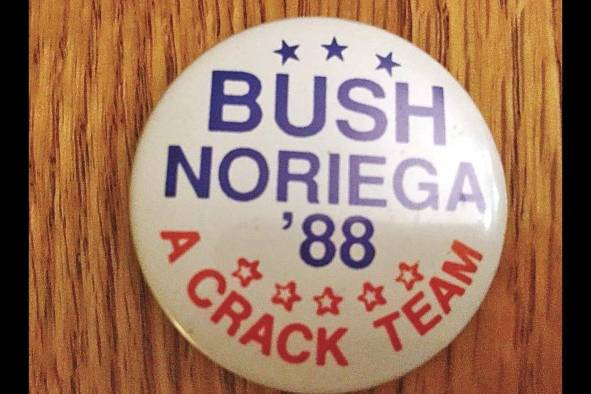 BUSH
NORIEGA
'88
A CRACK TEAM